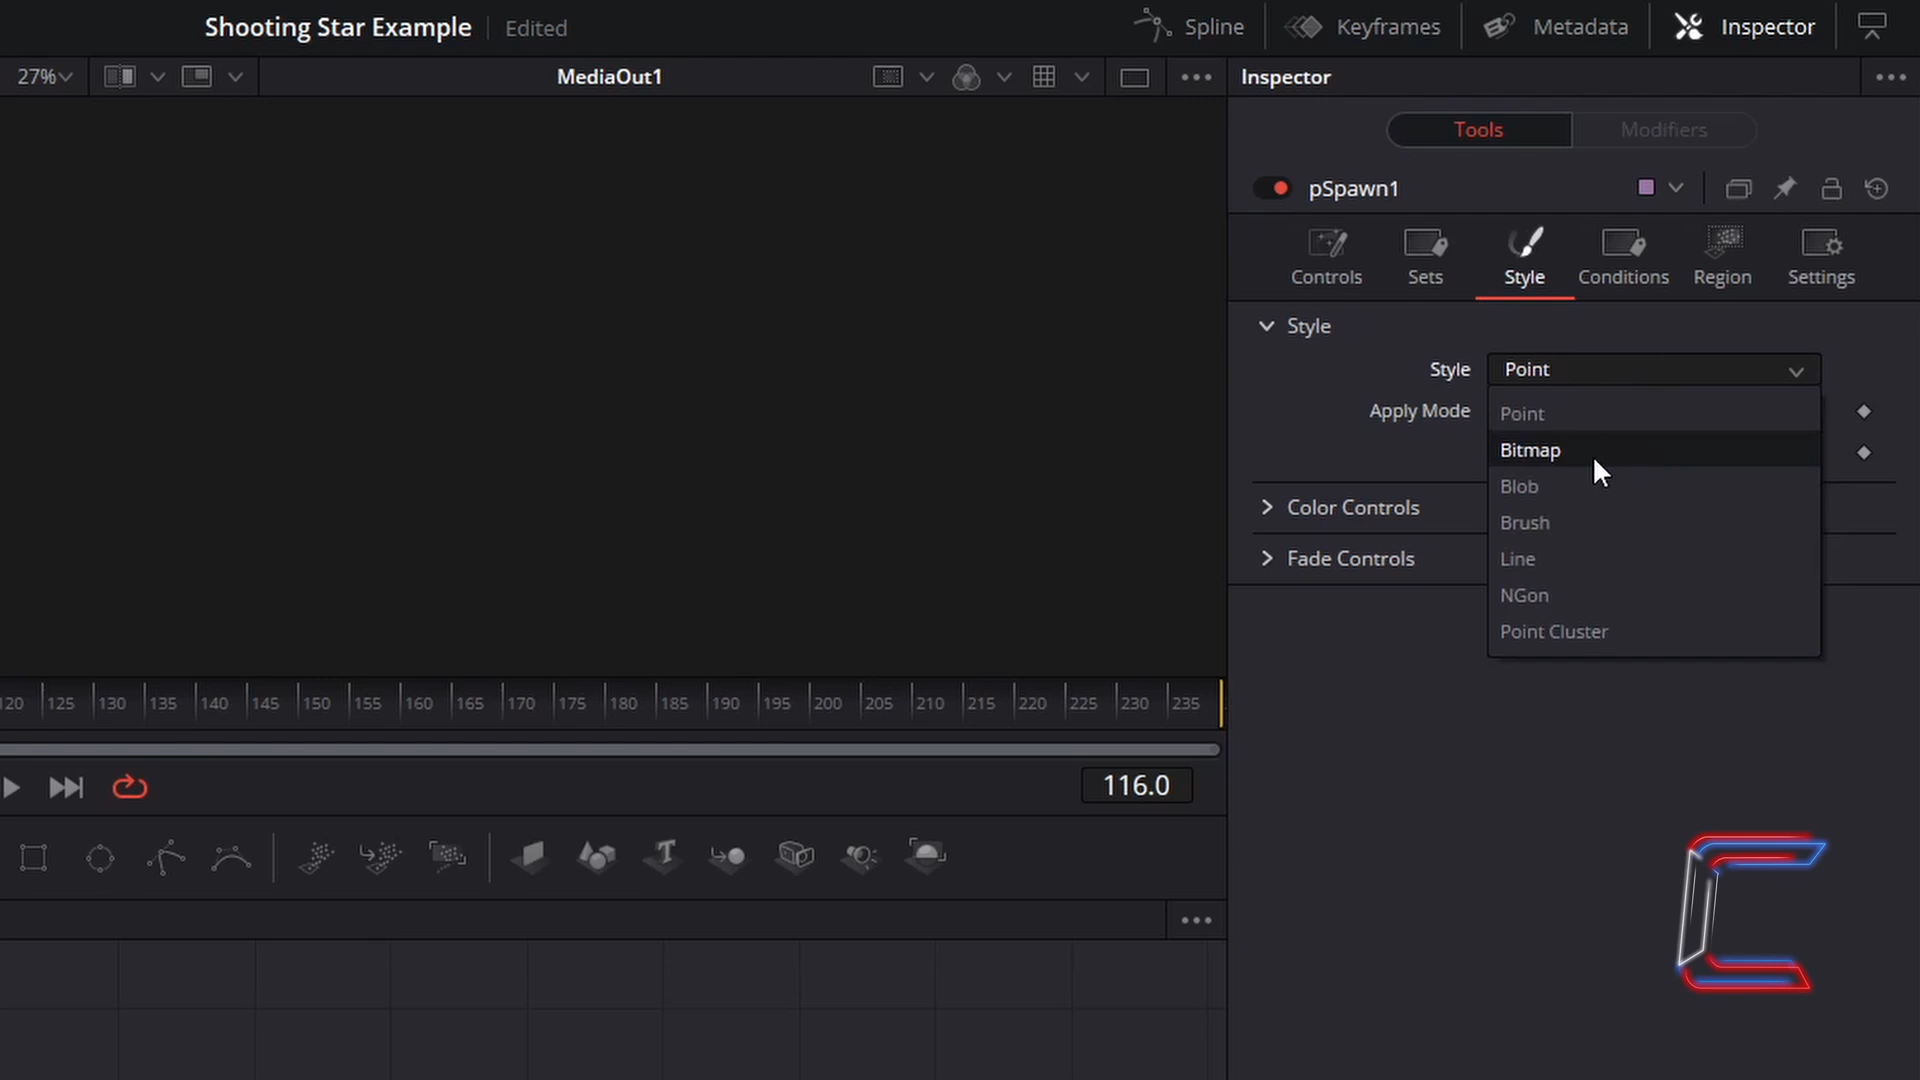 Shooting Star Example
Edited
Spline
Keyframes
Metadata
Inspector
27%
MediaOut1
Inspector
Tools
Modifiers
pSpawn1
Controls
Sets
Style
Conditions
Region
Settings
Style
Style
Point
Apply Mode
Point
Bitmap
Blob
Brush
Line
NGon
Point Cluster
Color Controls
Fade Controls
120 125 130 135 140 145 150 155 160 165 170 175 180 185 190 195 200 205 210 215 220 225 230 235
116.0